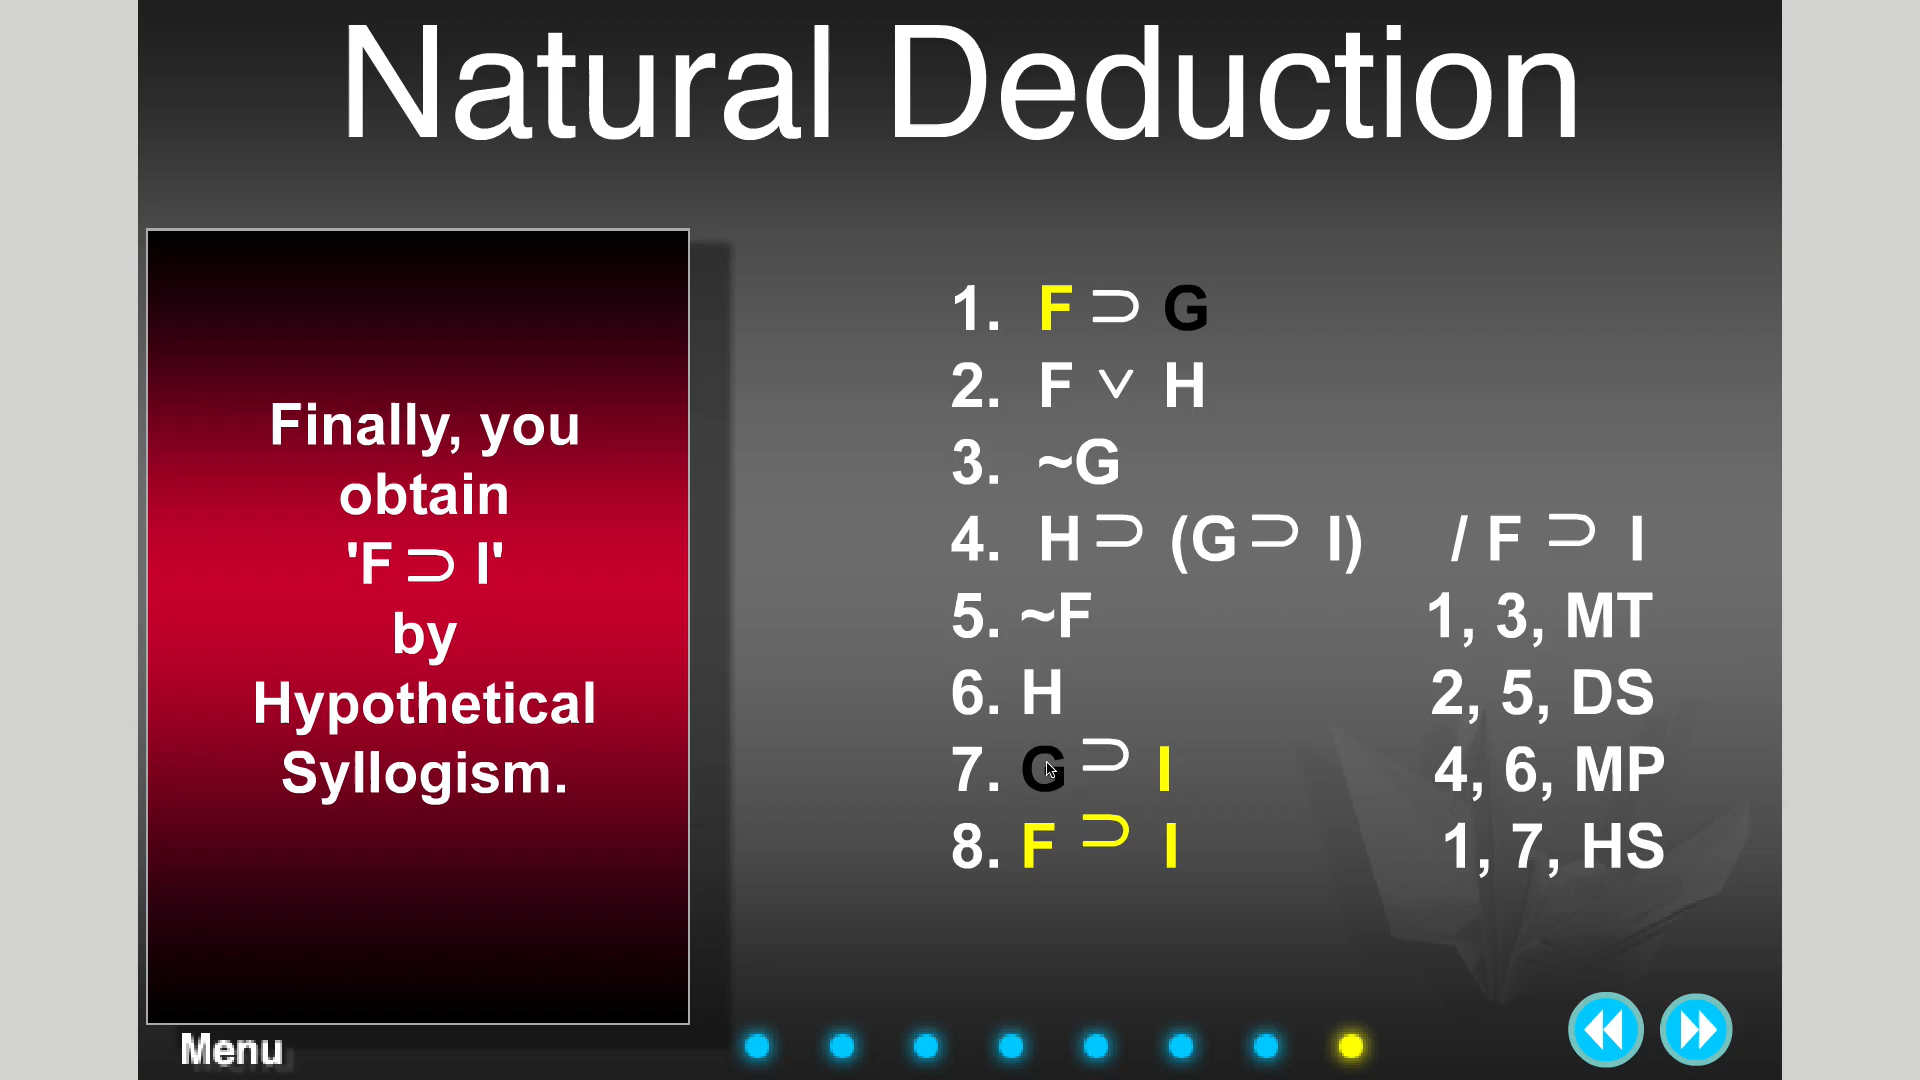 Natural Deduction
Finally, you
obtain
'F ⊃ I'
by
Hypothetical
Syllogism.
1. F ⊃ G
2. F ∨ H
3. ~G
4. H ⊃ (G ⊃ I) / F ⊃ I
5. ~F 1, 3, MT
6. H 2, 5, DS
7. G ⊃ I 4, 6, MP
8. F ⊃ I 1, 7, HS
Menu